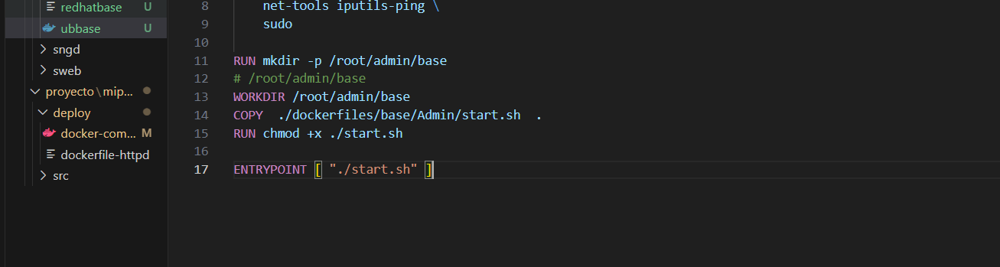 redhatbase U
ubbase U
sngd
sweb
proyecto\mip...
deploy
docker-com... M
dockerfile-httpd
src
8 net-tools iputils-ping \
9 sudo
10
11 RUN mkdir -p /root/admin/base
12 # /root/admin/base
13 WORKDIR /root/admin/base
14 COPY  ./dockerfiles/base/Admin/start.sh  .
15 RUN chmod +x ./start.sh
16
17 ENTRYPOINT [ "./start.sh" ]